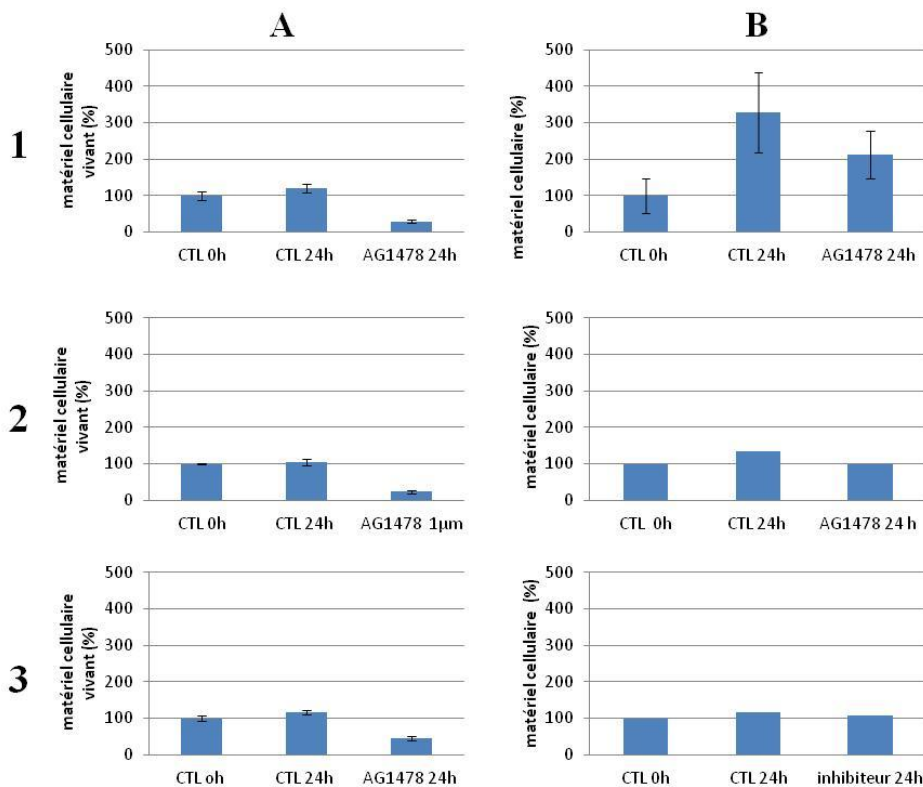 A
B
1
matériel cellulaire
vivant (%)
500
400
300
200
100
0
CTL 0h
CTL 24h
AG1478 24h
matériel cellulaire (%)
500
400
300
200
100
0
CTL 0h
CTL 24h
AG1478 24h
2
matériel cellulaire
vivant (%)
500
400
300
200
100
0
CTL 0h
CTL 24h
AG1478 1µm
matériel cellulaire (%)
500
400
300
200
100
0
CTL 0h
CTL 24h
AG1478 24 h
3
matériel cellulaire
vivant (%)
500
400
300
200
100
0
CTL oh
CTL 24h
AG1478 24h
matériel cellulaire (%)
500
400
300
200
100
0
CTL 0h
CTL 24h
inhibiteur 24h